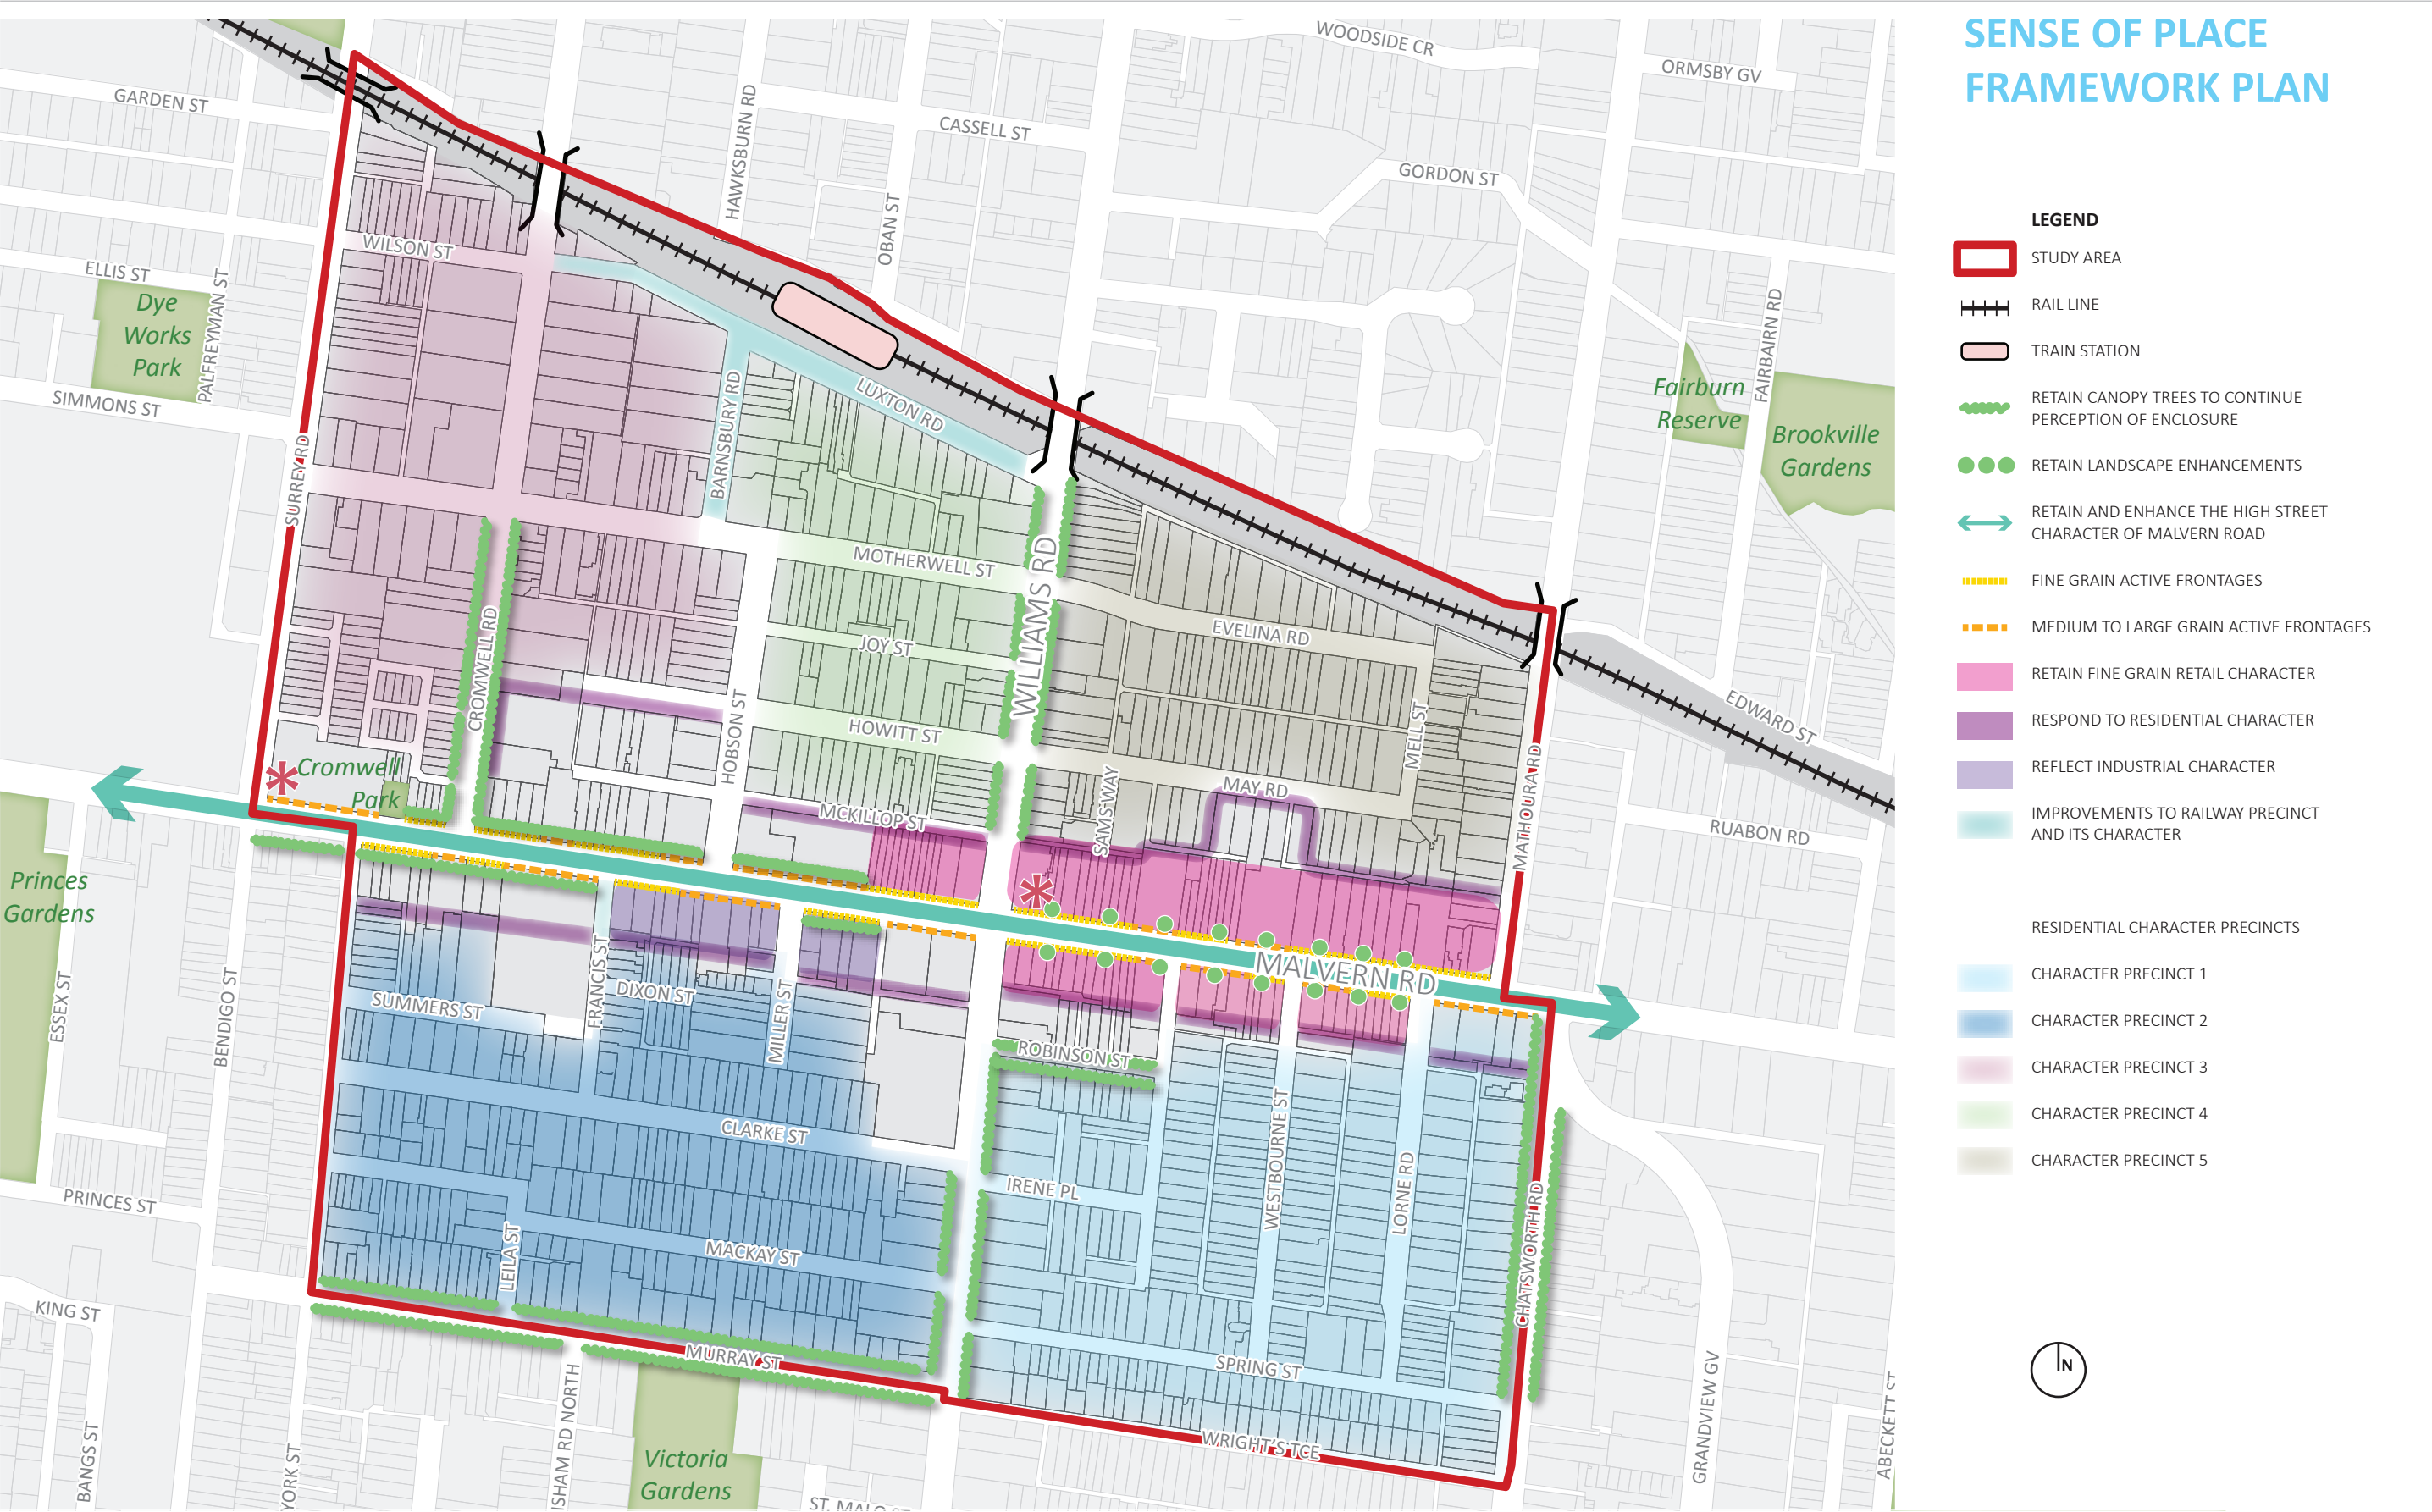 SENSE OF PLACE
FRAMEWORK PLAN
LEGEND
STUDY AREA
RAIL LINE
TRAIN STATION
RETAIN CANOPY TREES TO CONTINUE
PERCEPTION OF ENCLOSURE
RETAIN LANDSCAPE ENHANCEMENTS
RETAIN AND ENHANCE THE HIGH STREET
CHARACTER OF MALVERN ROAD
FINE GRAIN ACTIVE FRONTAGES
MEDIUM TO LARGE GRAIN ACTIVE FRONTAGES
RETAIN FINE GRAIN RETAIL CHARACTER
RESPOND TO RESIDENTIAL CHARACTER
REFLECT INDUSTRIAL CHARACTER
IMPROVEMENTS TO RAILWAY PRECINCT
AND ITS CHARACTER
RESIDENTIAL CHARACTER PRECINCTS
CHARACTER PRECINCT 1
CHARACTER PRECINCT 2
CHARACTER PRECINCT 3
CHARACTER PRECINCT 4
CHARACTER PRECINCT 5
N
WOODSIDE CR
ORMSBY GV
GARDEN ST
HAWKSBURN RD
CASSELL ST
GORDON ST
OBAN ST
WILSON ST
ELLIS ST
PALFREYMAN ST
Dye
Works
Park
SIMMONS ST
FAIRBAIRN RD
Fairburn
Reserve
Brookville
Gardens
BARNSBURY RD
LUXTON RD
SURREY RD
MOTHERWELL ST
WILLIAMS RD
EVELINA RD
JOY ST
CROMWELL RD
HOBSON ST
HOWITT ST
MELL ST
EDWARD ST
Cromwell
Park
MCKILLOP ST
SAMS WAY
MAY RD
MATHOURA RD
RUABON RD
Princes
Gardens
MALVERN RD
ESSEX ST
BENDIGO ST
SUMMERS ST
FRANCIS ST
DIXON ST
MILLER ST
ROBINSON ST
CLARKE ST
WESTBOURNE ST
LORNE RD
IRENE PL
PRINCES ST
LEILA ST
MACKAY ST
CHATSWORTH RD
KING ST
MURRAY ST
SPRING ST
GRANDVIEW GV
ABECKETT ST
BANGS ST
YORK ST
ISHAM RD NORTH
Victoria
Gardens
WRIGHT'S TCE
ST. MALO ST